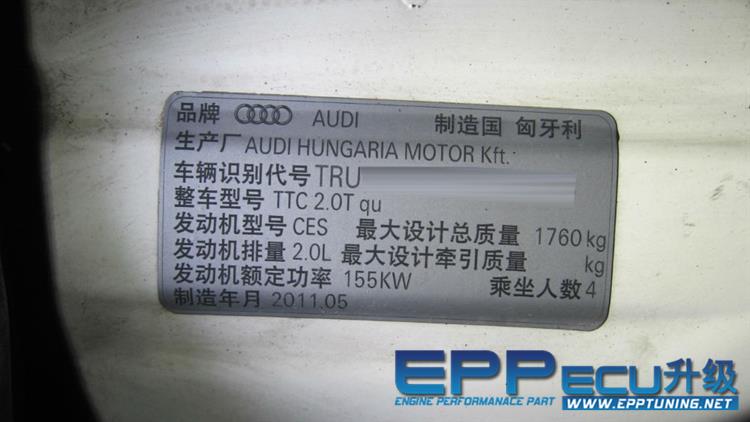 品牌 AUDI 制造国 匈牙利
生产厂 AUDI HUNGARIA MOTOR Kft.
车辆识别代号 TRU
整车型号 TTC 2.0T qu
发动机型号 CES 最大设计总质量 1760 kg
发动机排量 2.0L 最大设计牵引质量 kg
发动机额定功率 155KW 乘坐人数 4
制造年月 2011.05
EPP ECU升级
ENGINE PERFORMANACE PART WWW.EPPTUNING.NET